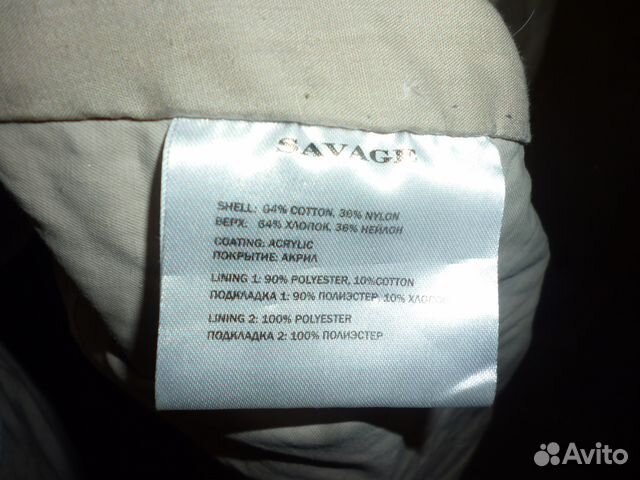 SAVAGE
SHELL: 64% COTTON, 36% NYLON
ВЕРХ: 64% ХЛОПОК, 36% НЕЙЛОН
COATING: ACRYLIC
ПОКРЫТИЕ: АКРИЛ
LINING 1: 90% POLYESTER, 10%COTTON
ПОДКЛАДКА 1: 90% ПОЛИЭСТЕР, 10% ХЛОПОК
LINING 2: 100% POLYESTER
ПОДКЛАДКА 2: 100% ПОЛИЭСТЕР
Avito